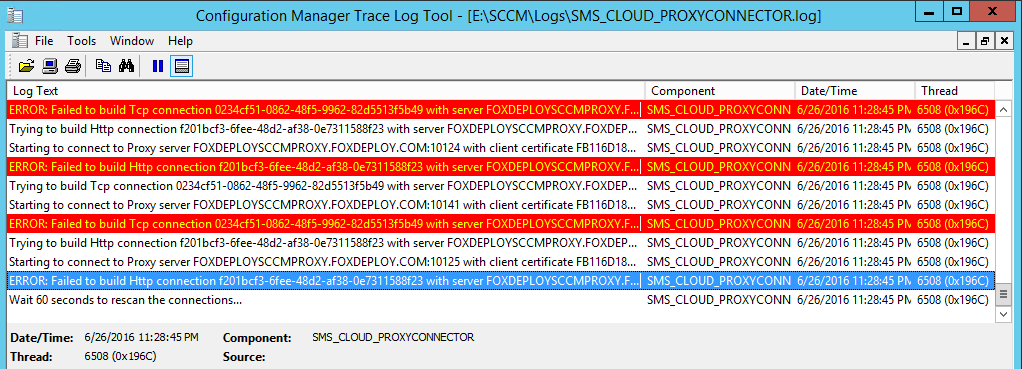 Configuration Manager Trace Log Tool - [E:\SCCM\Logs\SMS_CLOUD_PROXYCONNECTOR.log]
File Tools Window Help
Log Text Component Date/Time Thread
ERROR: Failed to build Tcp connection 0234cf51-0862-48f5-9962-82d5513f5b49 with server FOXDEPLOYSCCMPROXY.F... SMS_CLOUD_PROXYCONN 6/26/2016 11:28:45 PM 6508 (0x196C)
Trying to build Http connection f201bcf3-6fee-48d2-af38-0e7311588f23 with server FOXDEPLOYSCCMPROXY.FOXDEP... SMS_CLOUD_PROXYCONN 6/26/2016 11:28:45 PM 6508 (0x196C)
Starting to connect to Proxy server FOXDEPLOYSCCMPROXY.FOXDEPLOY.COM:10124 with client certificate FB116D18... SMS_CLOUD_PROXYCONN 6/26/2016 11:28:45 PM 6508 (0x196C)
ERROR: Failed to build Http connection f201bcf3-6fee-48d2-af38-0e7311588f23 with server FOXDEPLOYSCCMPROXY.F... SMS_CLOUD_PROXYCONN 6/26/2016 11:28:45 PM 6508 (0x196C)
Trying to build Tcp connection 0234cf51-0862-48f5-9962-82d5513f5b49 with server FOXDEPLOYSCCMPROXY.FOXDEPL... SMS_CLOUD_PROXYCONN 6/26/2016 11:28:45 PM 6508 (0x196C)
Starting to connect to Proxy server FOXDEPLOYSCCMPROXY.FOXDEPLOY.COM:10141 with client certificate FB116D18... SMS_CLOUD_PROXYCONN 6/26/2016 11:28:45 PM 6508 (0x196C)
ERROR: Failed to build Tcp connection 0234cf51-0862-48f5-9962-82d5513f5b49 with server FOXDEPLOYSCCMPROXY.F... SMS_CLOUD_PROXYCONN 6/26/2016 11:28:45 PM 6508 (0x196C)
Trying to build Http connection f201bcf3-6fee-48d2-af38-0e7311588f23 with server FOXDEPLOYSCCMPROXY.FOXDEP... SMS_CLOUD_PROXYCONN 6/26/2016 11:28:45 PM 6508 (0x196C)
Starting to connect to Proxy server FOXDEPLOYSCCMPROXY.FOXDEPLOY.COM:10125 with client certificate FB116D18... SMS_CLOUD_PROXYCONN 6/26/2016 11:28:45 PM 6508 (0x196C)
ERROR: Failed to build Http connection f201bcf3-6fee-48d2-af38-0e7311588f23 with server FOXDEPLOYSCCMPROXY.F... SMS_CLOUD_PROXYCONN 6/26/2016 11:28:45 PM 6508 (0x196C)
Wait 60 seconds to rescan the connections... SMS_CLOUD_PROXYCONN 6/26/2016 11:28:45 PM 6508 (0x196C)
Date/Time: 6/26/2016 11:28:45 PM Component: SMS_CLOUD_PROXYCONNECTOR
Thread: 6508 (0x196C) Source: